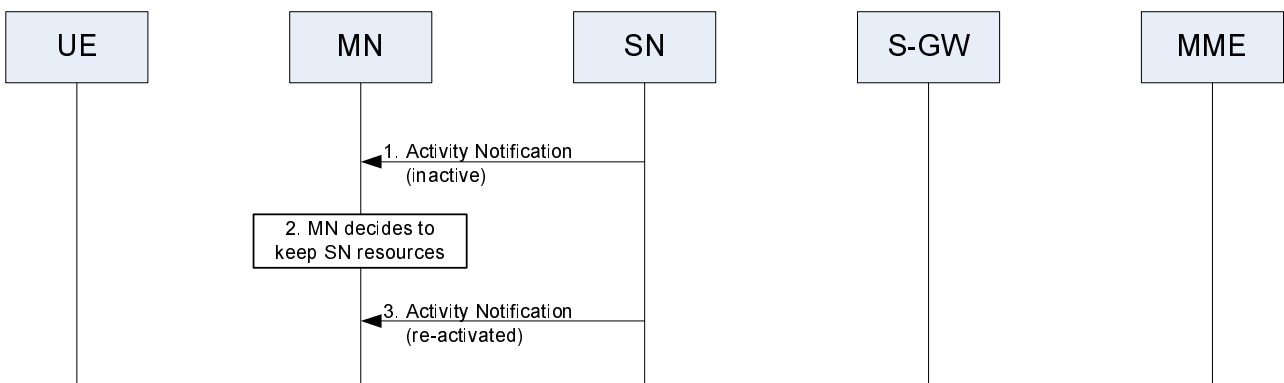 UE
MN
SN
S-GW
MME
1. Activity Notification
(inactive)
2. MN decides to
keep SN resources
3. Activity Notification
(re-activated)